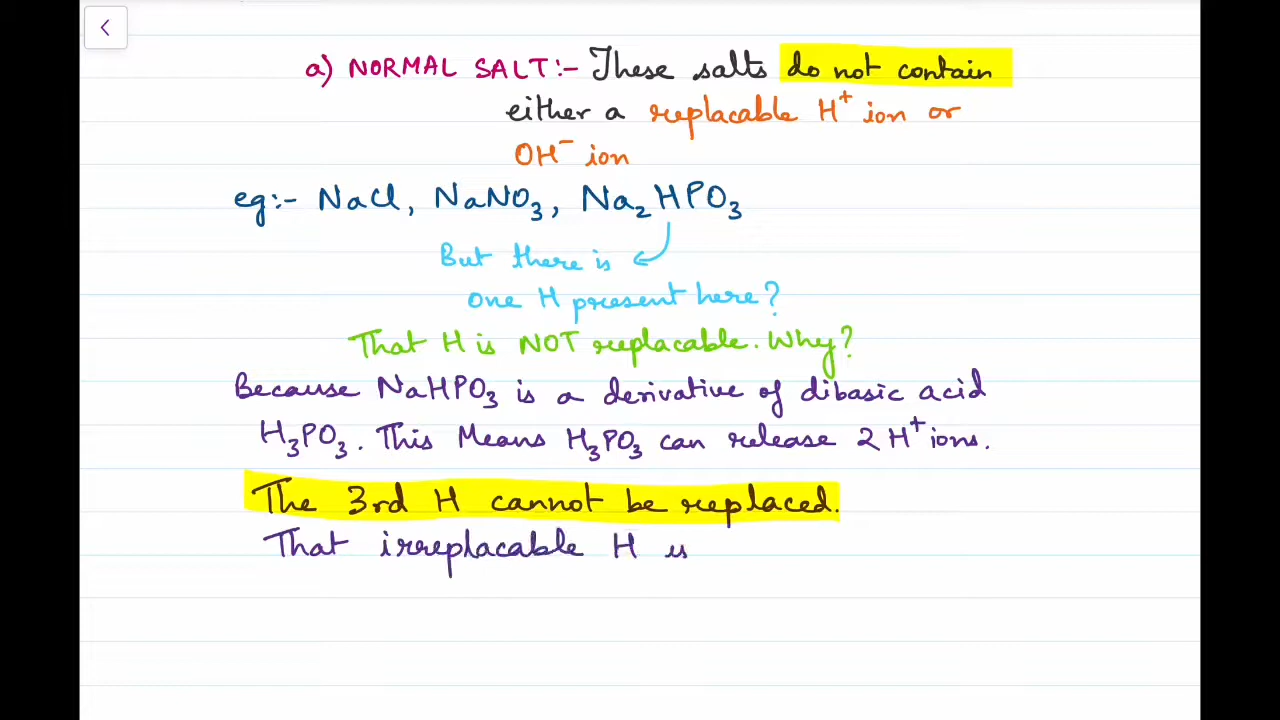 a) NORMAL SALT:- These salts do not contain
either a replacable H⁺ ion or
OH⁻ ion
eg:- NaCl, NaNO₃, Na₂HPO₃
But there is
one H present here?
That H is NOT replacable. Why?
Because NaHPO₃ is a derivative of dibasic acid
H₃PO₃. This Means H₃PO₃ can release 2 H⁺ ions.
The 3rd H cannot be replaced.
That irreplacable H is